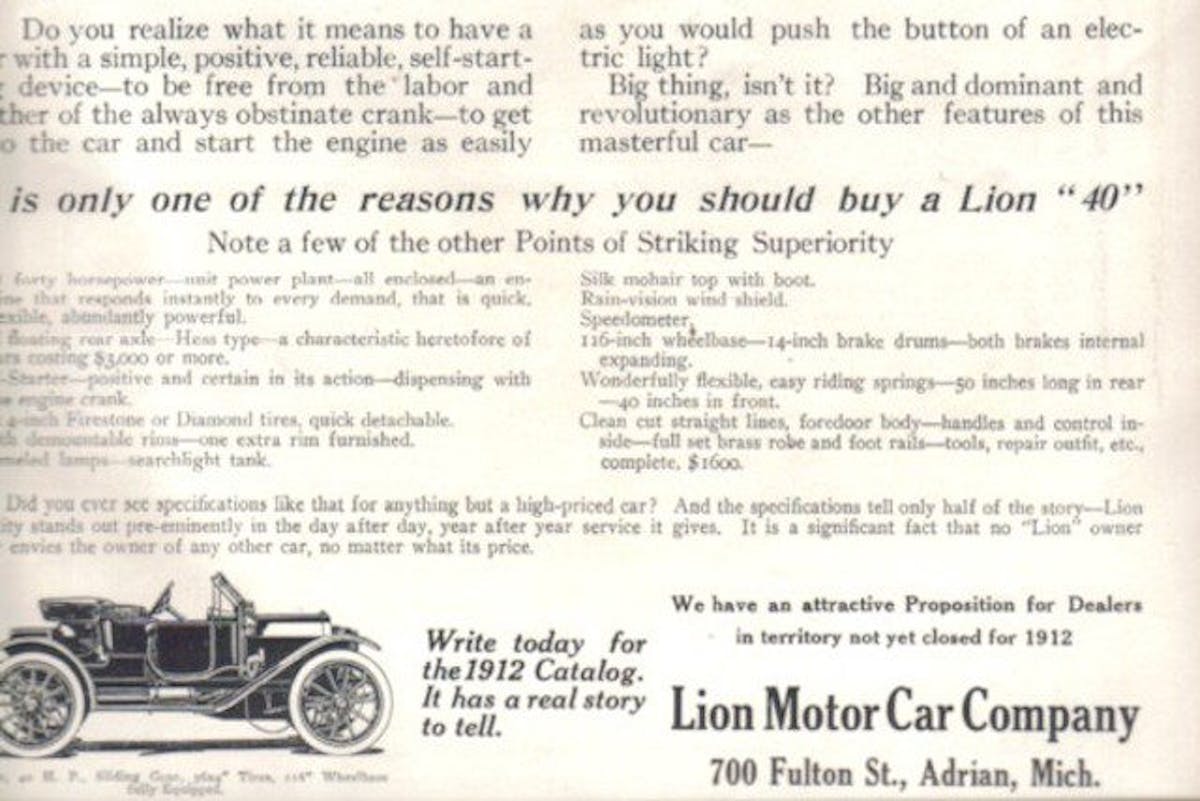 Do you realize what it means to have a
with a simple, positive, reliable, self-start-
device—to be free from the labor and
of the always obstinate crank—to get
the car and start the engine as easily
as you would push the button of an elec-
tric light?
Big thing, isn't it? Big and dominant and
revolutionary as the other features of this
masterful car—
is only one of the reasons why you should buy a Lion "40"
Note a few of the other Points of Striking Superiority
forty horsepower—unit power plant—all enclosed—an en-
that responds instantly to every demand, that is quick,
abundantly powerful.
floating rear axle—Hess type—a characteristic heretofore of
costing $3,000 or more.
-Starter—positive and certain in its action—dispensing with
engine crank.
4-inch Firestone or Diamond tires, quick detachable.
demountable rims—one extra rim furnished.
lamps—searchlight tank.
Silk mohair top with boot.
Rain-vision wind shield.
Speedometer,
116-inch wheelbase—14-inch brake drums—both brakes internal
expanding.
Wonderfully flexible, easy riding springs—50 inches long in rear
—40 inches in front.
Clean cut straight lines, foredoor body—handles and control in-
side—full set brass robe and foot rails—tools, repair outfit, etc.,
complete, $1600.
Did you ever see specifications like that for anything but a high-priced car? And the specifications tell only half of the story—Lion
stands out pre-eminently in the day after day, year after year service it gives. It is a significant fact that no "Lion" owner
envies the owner of any other car, no matter what its price.
Write today for
the 1912 Catalog.
It has a real story
to tell.
We have an attractive Proposition for Dealers
in territory not yet closed for 1912
Lion Motor Car Company
700 Fulton St., Adrian, Mich.
40 H. P., Sliding Gear, Tires, 116" Wheelbase
fully Equipped.